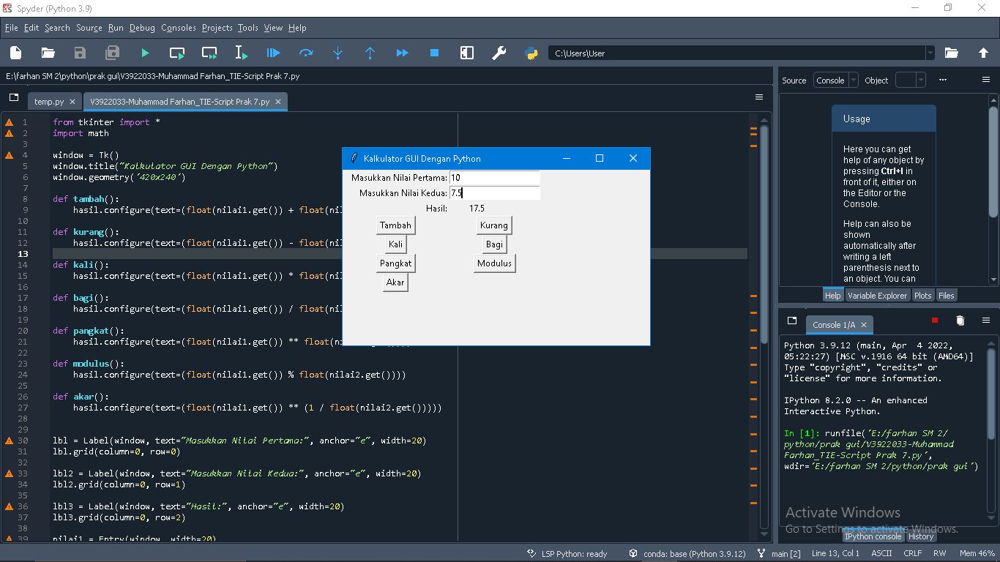 Spyder (Python 3.9)
File Edit Search Source Run Debug Consoles Projects Tools View Help
C:\Users\User
E:\farhan SM 2\python\prak gui\V3922033-Muhammad Farhan_TIE-Script Prak 7.py
temp.py
V3922033-Muhammad Farhan_TIE-Script Prak 7.py
1 from tkinter import *
2 import math
3
4 window = Tk()
5 window.title("Kalkulator GUI Dengan Python")
6 window.geometry('420x240')
7
8 def tambah():
9 hasil.configure(text=(float(nilai1.get()) + float(nil
10
11 def kurang():
12 hasil.configure(text=(float(nilai1.get()) - float(nil
13
14 def kali():
15 hasil.configure(text=(float(nilai1.get()) * float(nil
16
17 def bagi():
18 hasil.configure(text=(float(nilai1.get()) / float(nil
19
20 def pangkat():
21 hasil.configure(text=(float(nilai1.get()) ** float(ni
22
23 def modulus():
24 hasil.configure(text=(float(nilai1.get()) % float(nilai2.get())))
25
26 def akar():
27 hasil.configure(text=(float(nilai1.get()) ** (1 / float(nilai2.get()))))
28
29
30 lbl = Label(window, text="Masukkan Nilai Pertama:", anchor="e", width=20)
31 lbl.grid(column=0, row=0)
32
33 lbl2 = Label(window, text="Masukkan Nilai Kedua:", anchor="e", width=20)
34 lbl2.grid(column=0, row=1)
35
36 lbl3 = Label(window, text="Hasil:", anchor="e", width=20)
37 lbl3.grid(column=0, row=2)
38
39 nilai1 = Entry(window, width=20)
Kalkulator GUI Dengan Python
Masukkan Nilai Pertama: 10
Masukkan Nilai Kedua: 7.5
Hasil: 17.5
Tambah Kurang
Kali Bagi
Pangkat Modulus
Akar
Source Console Object
Usage
Here you can get
help of any object by
pressing Ctrl+I in
front of it, either on
the Editor or the
Console.
Help can also be
shown
automatically after
writing a left
parenthesis next to
an object. You can
Help Variable Explorer Plots Files
Console 1/A
Python 3.9.12 (main, Apr 4 2022,
05:22:27) [MSC v.1916 64 bit (AMD64)]
Type "copyright", "credits" or
"license" for more information.
IPython 8.2.0 -- An enhanced
Interactive Python.
In [1]: runfile('E:/farhan SM 2/
python/prak gui/V3922033-Muhammad
Farhan_TIE-Script Prak 7.py',
wdir='E:/farhan SM 2/python/prak gui')
Activate Windows
Go to Settings to activate Windows.
IPython console History
LSP Python: ready conda: base (Python 3.9.12) main [2] Line 13, Col 1 ASCII CRLF RW Mem 46%